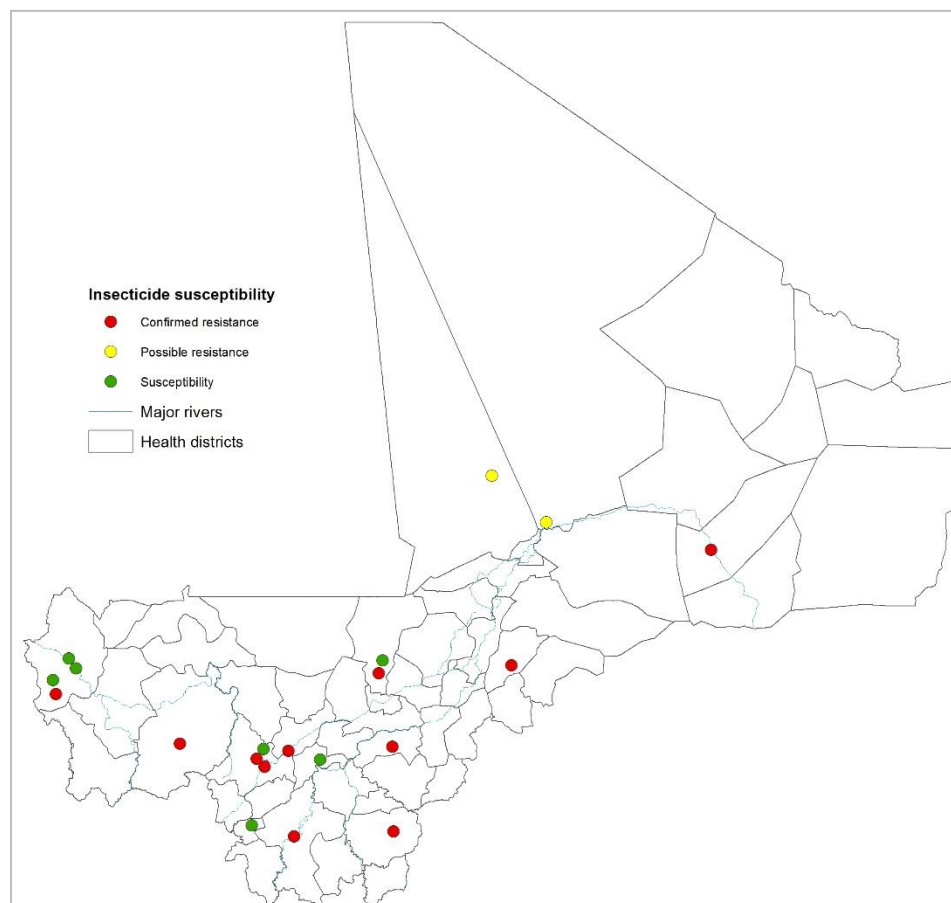 Insecticide susceptibility
Confirmed resistance
Possible resistance
Susceptibility
Major rivers
Health districts